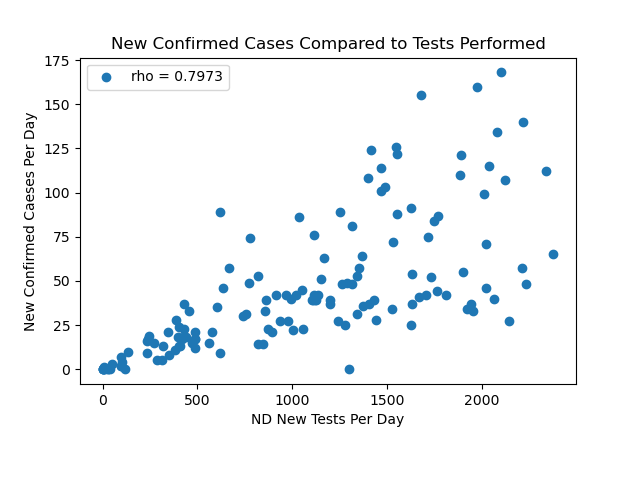 New Confirmed Cases Compared to Tests Performed
rho = 0.7973
New Confirmed Caeses Per Day
175
150
125
100
75
50
25
0
0 500 1000 1500 2000
ND New Tests Per Day